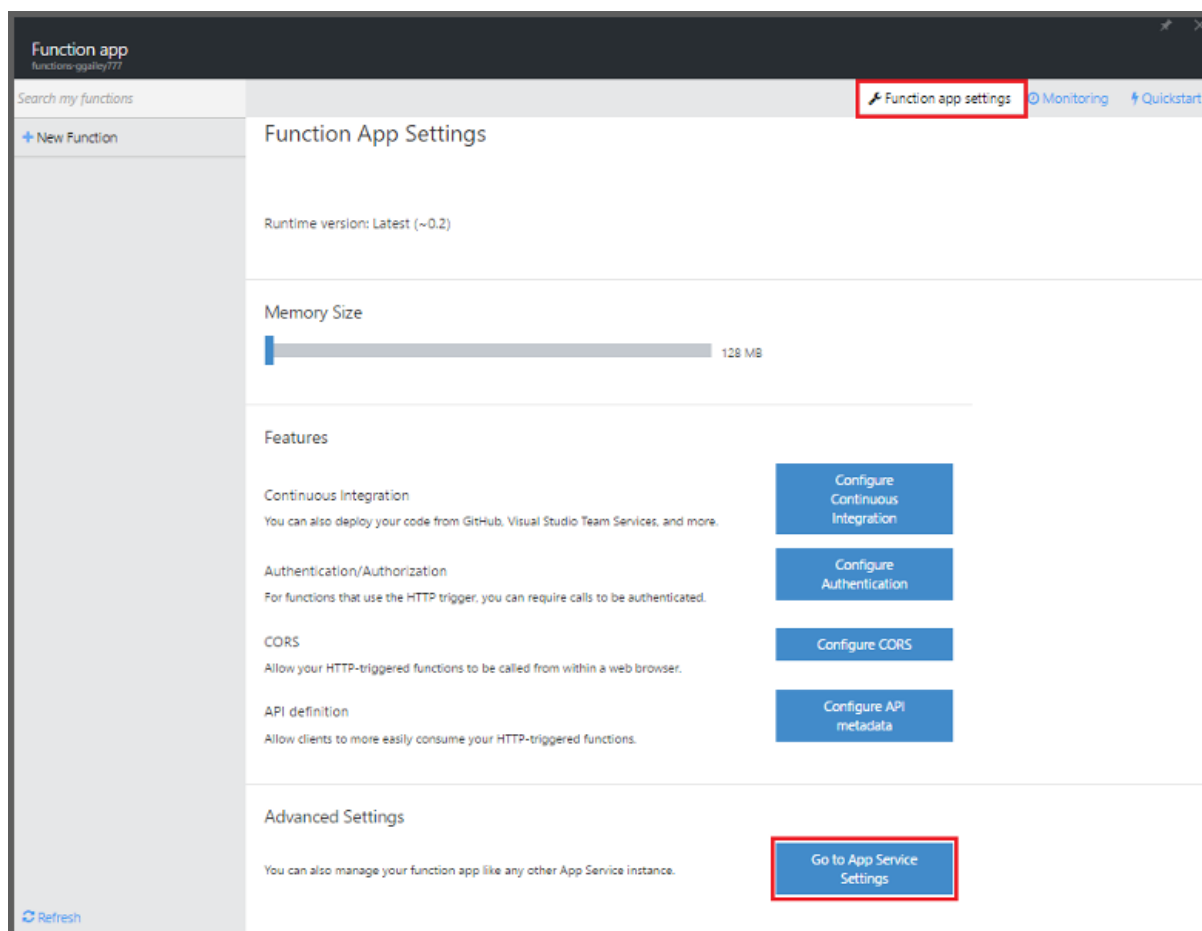 Function app
functions-ggailey777
Search my functions
Function app settings
Monitoring
Quickstart
New Function
Function App Settings
Runtime version: Latest (~0.2)
Memory Size
128 MB
Features
Continuous Integration
You can also deploy your code from GitHub, Visual Studio Team Services, and more.
Configure
Continuous
Integration
Authentication/Authorization
For functions that use the HTTP trigger, you can require calls to be authenticated.
Configure
Authentication
CORS
Allow your HTTP-triggered functions to be called from within a web browser.
Configure CORS
API definition
Allow clients to more easily consume your HTTP-triggered functions.
Configure API
metadata
Advanced Settings
You can also manage your function app like any other App Service instance.
Go to App Service
Settings
Refresh